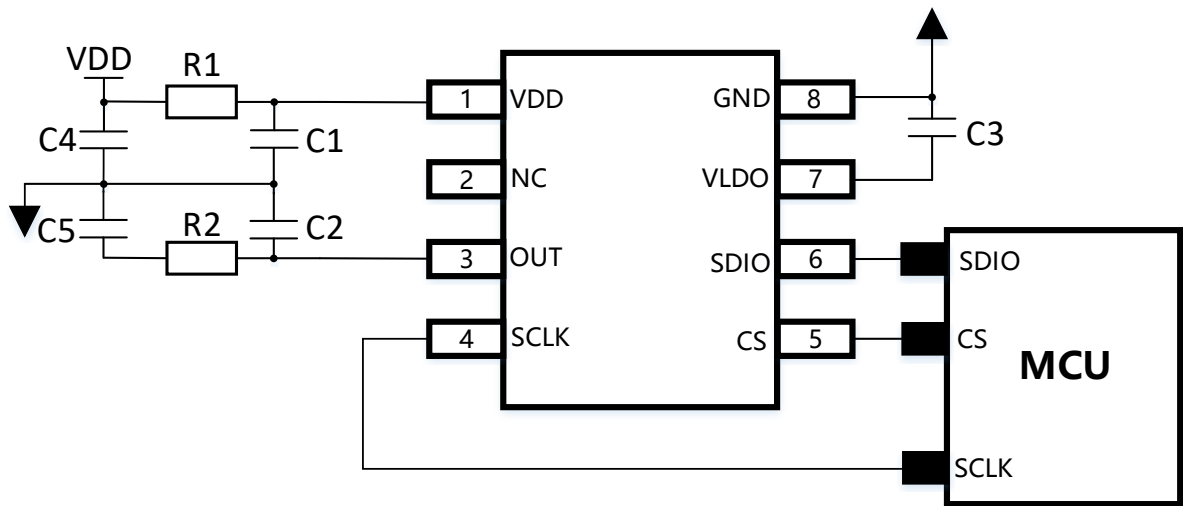 VDD
R1
C4
C1
C5
R2
C2
1
VDD
2
NC
3
OUT
4
SCLK
GND
8
VLDO
7
SDIO
6
CS
5
C3
SDIO
CS
MCU
SCLK